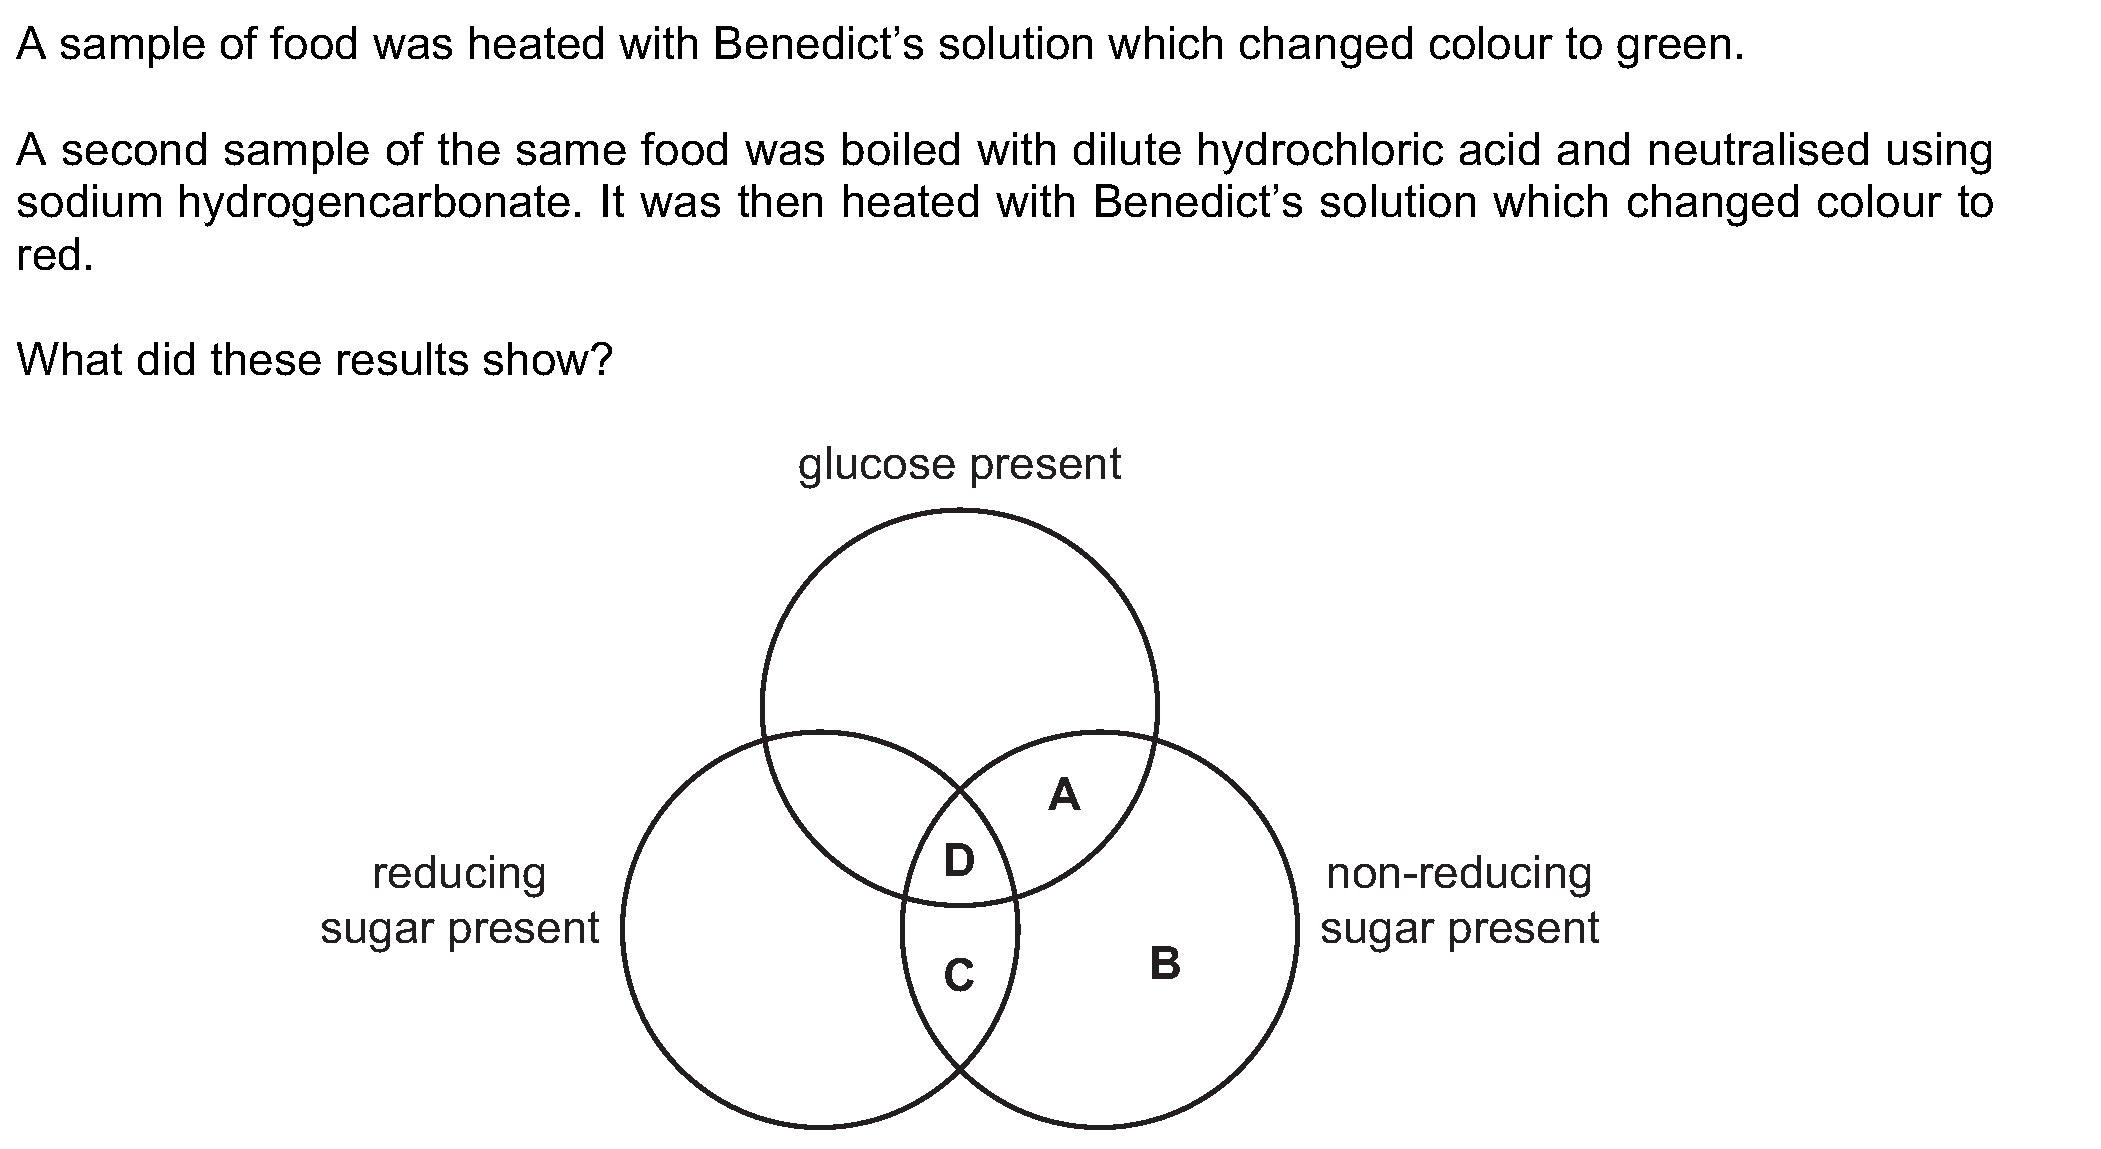 A sample of food was heated with Benedict’s solution which changed colour to green.
A second sample of the same food was boiled with dilute hydrochloric acid and neutralised using
sodium hydrogencarbonate. It was then heated with Benedict’s solution which changed colour to
red.
What did these results show?
glucose present
A
D
reducing
sugar present
non-reducing
sugar present
B
C